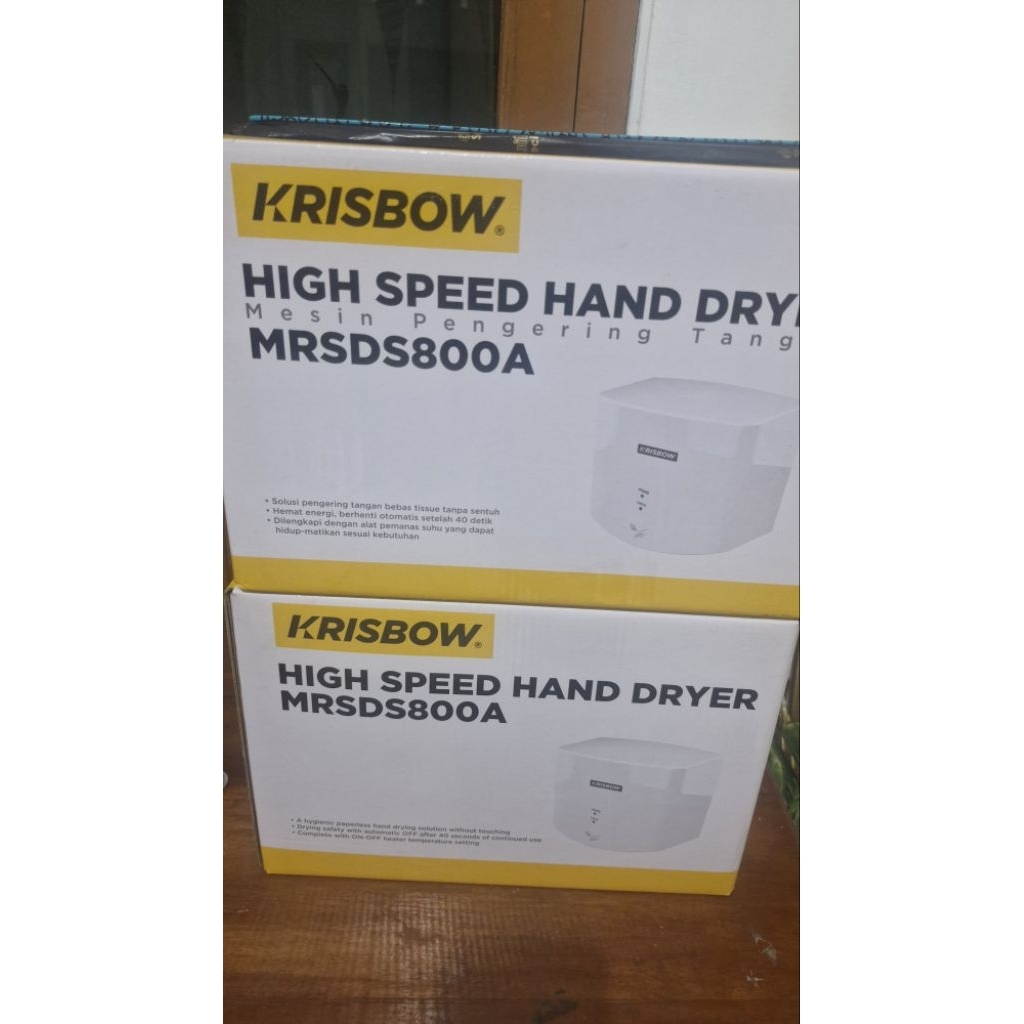 KRISBOW®
HIGH SPEED HAND DRY
Mesin Pengering Tang
MRSDS800A
KRISBOW
• Solusi pengering tangan bebas tissue tanpa sentuh
• Hemat energi, berhenti otomatis setelah 40 detik
• Dilengkapi dengan alat pemanas suhu yang dapat
hidup-matikan sesuai kebutuhan
KRISBOW®
HIGH SPEED HAND DRYER
MRSDS800A
KRISBOW
• A hygienic paperless hand drying solution without touching
• Drying safety with automatic OFF after 40 seconds of continued use
• Complete with ON-OFF heater temperature setting